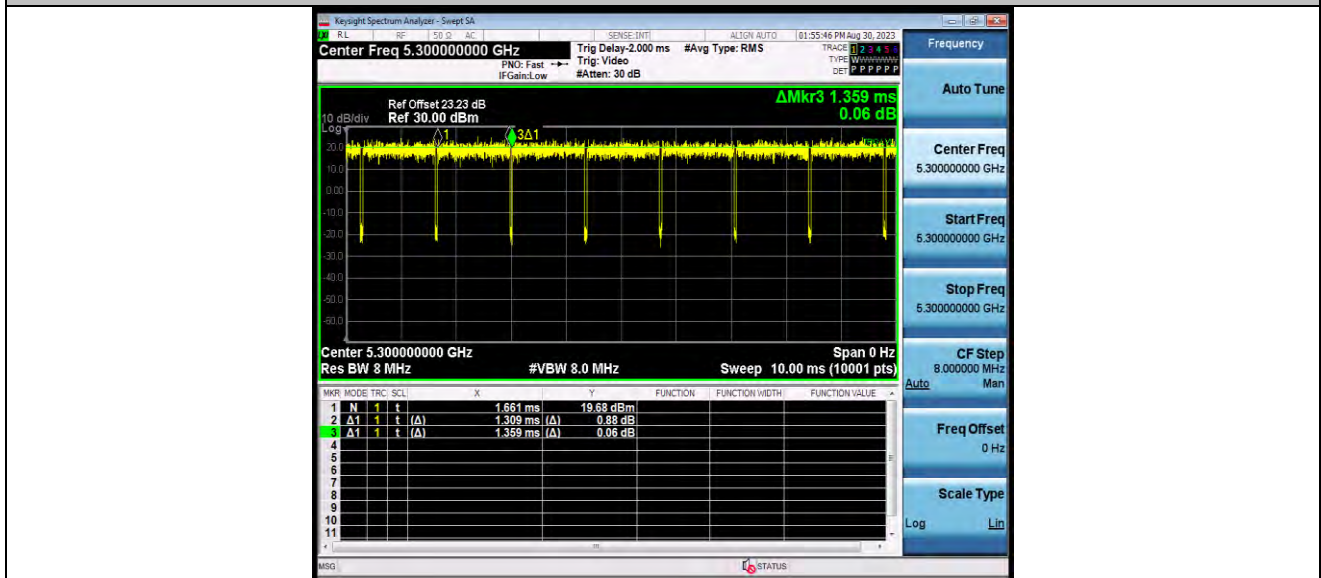 Keysight Spectrum Analyzer - Swept SA
RL RF 50 Ω AC SENSE:INT ALIGN AUTO 01:55:46 PM Aug 30, 2023
Center Freq 5.300000000 GHz
PNO: Fast
IFGain:Low
Trig Delay-2.000 ms
Trig: Video
#Atten: 30 dB
#Avg Type: RMS
TRACE 1 2 3 4 5 6
TYPE WWWWWW
DET P P P P P P
ΔMkr3 1.359 ms
0.06 dB
Ref Offset 23.23 dB
10 dB/div Ref 30.00 dBm
Log
1 3Δ1
20.0
10.0
0.00
-10.0
-20.0
-30.0
-40.0
-50.0
-60.0
Center 5.300000000 GHz Span 0 Hz
Res BW 8 MHz #VBW 8.0 MHz Sweep 10.00 ms (10001 pts)
MKR MODE TRC SCL X Y FUNCTION FUNCTION WIDTH FUNCTION VALUE
1 N 1 t 1.661 ms 19.68 dBm
2 Δ1 1 t (Δ) 1.309 ms (Δ) 0.88 dB
3 Δ1 1 t (Δ) 1.359 ms (Δ) 0.06 dB
4
5
6
7
8
9
10
11
MSG STATUS
Frequency
Auto Tune
Center Freq
5.300000000 GHz
Start Freq
5.300000000 GHz
Stop Freq
5.300000000 GHz
CF Step
8.000000 MHz
Auto Man
Freq Offset
0 Hz
Scale Type
Log Lin